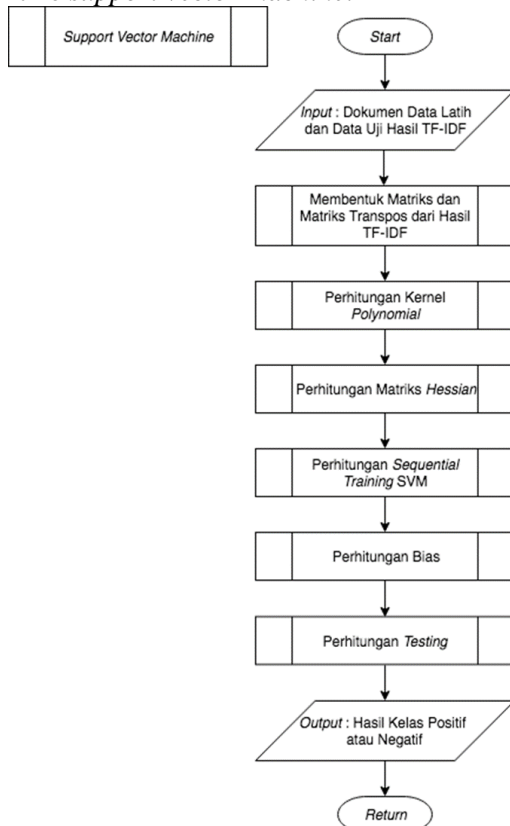 Support Vector Machine
Start
Input : Dokumen Data Latih
dan Data Uji Hasil TF-IDF
Membentuk Matriks dan
Matriks Transpos dari Hasil
TF-IDF
Perhitungan Kernel
Polynomial
Perhitungan Matriks Hessian
Perhitungan Sequential
Training SVM
Perhitungan Bias
Perhitungan Testing
Output : Hasil Kelas Positif
atau Negatif
Return